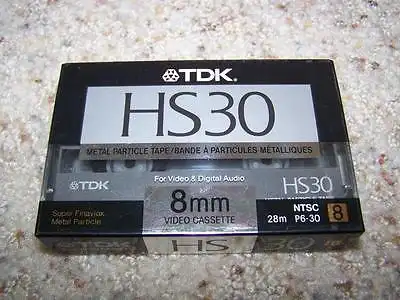 TDK.
HS30
METAL PARTICLE TAPE/BANDE À PARTICULES MÉTALLIQUES
For Video & Digital Audio
TDK
HS30
8mm
VIDEO CASSETTE
Super Finavinx
Metal Particle
NTSC
28m P6-30
8
HS